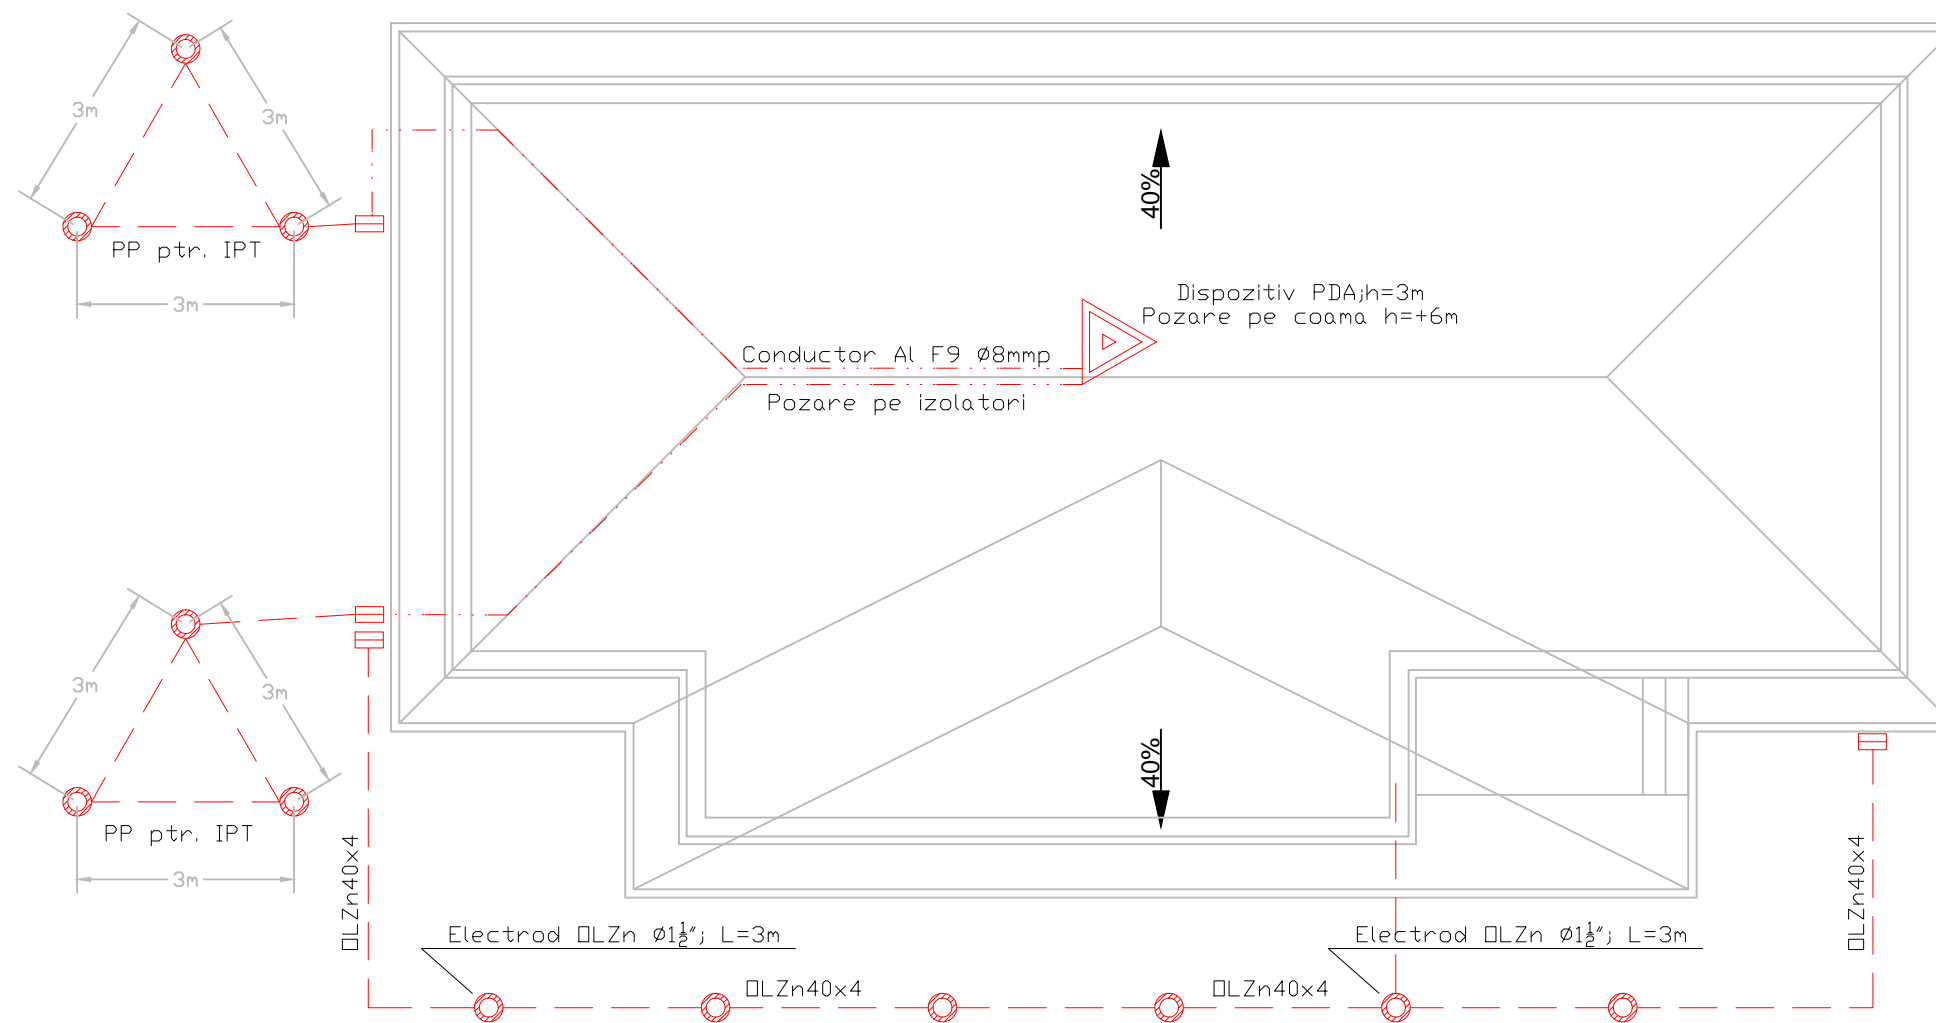 3m
3m
PP ptr. IPT
3m
40%
Dispozitiv PDA;h=3m
Pozare pe coama h=+6m
Conductor Al F9 Ø8mmp
Pozare pe izolatori
3m
3m
PP ptr. IPT
3m
40%
OLZn40x4
OLZn40x4
Electrod OLZn Ø1½"; L=3m
Electrod OLZn Ø1½"; L=3m
OLZn40x4
OLZn40x4